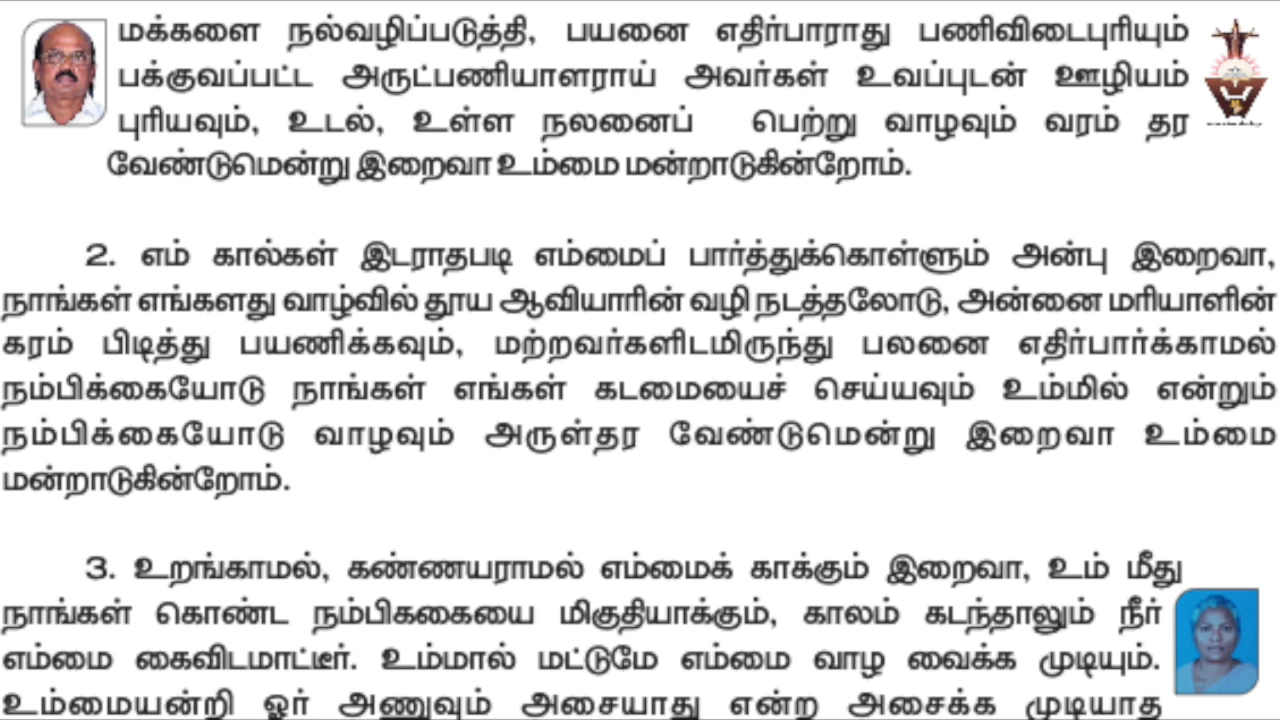 மக்களை நல்வழிப்படுத்தி, பயனை எதிர்பாராது பணிவிடைபுரியும்
பக்குவப்பட்ட அருட்பணியாளராய் அவர்கள் உவப்புடன் ஊழியம்
புரியவும், உடல், உள்ள நலனைப் பெற்று வாழவும் வரம் தர
வேண்டுமென்று இறைவா உம்மை மன்றாடுகின்றோம்.
2. எம் கால்கள் இடராதபடி எம்மைப் பார்த்துக்கொள்ளும் அன்பு இறைவா,
நாங்கள் எங்களது வாழ்வில் தூய ஆவியாரின் வழி நடத்தலோடு, அன்னை மரியாளின்
கரம் பிடித்து பயணிக்கவும், மற்றவர்களிடமிருந்து பலனை எதிர்பார்க்காமல்
நம்பிக்கையோடு நாங்கள் எங்கள் கடமையைச் செய்யவும் உம்மில் என்றும்
நம்பிக்கையோடு வாழவும் அருள்தர வேண்டுமென்று இறைவா உம்மை
மன்றாடுகின்றோம்.
3. உறங்காமல், கண்ணயராமல் எம்மைக் காக்கும் இறைவா, உம் மீது
நாங்கள் கொண்ட நம்பிககையை மிகுதியாக்கும், காலம் கடந்தாலும் நீர்
எம்மை கைவிடமாட்டீர். உம்மால் மட்டுமே எம்மை வாழ வைக்க முடியும்.
உம்மையன்றி ஓர் அணுவும் அசையாது என்ற அசைக்க முடியாத